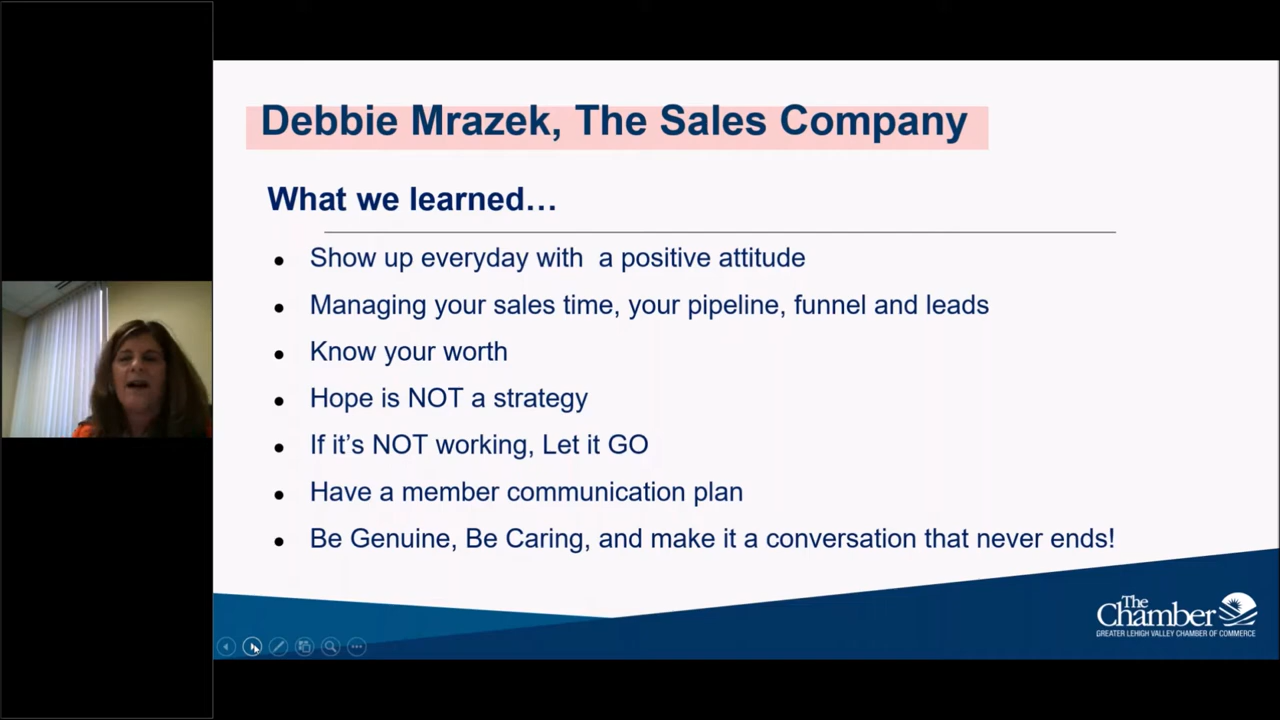 Debbie Mrazek, The Sales Company
What we learned…
• Show up everyday with  a positive attitude
• Managing your sales time, your pipeline, funnel and leads
• Know your worth
• Hope is NOT a strategy
• If it's NOT working, Let it GO
• Have a member communication plan
• Be Genuine, Be Caring, and make it a conversation that never ends!
The
Chamber
GREATER LEHIGH VALLEY CHAMBER OF COMMERCE